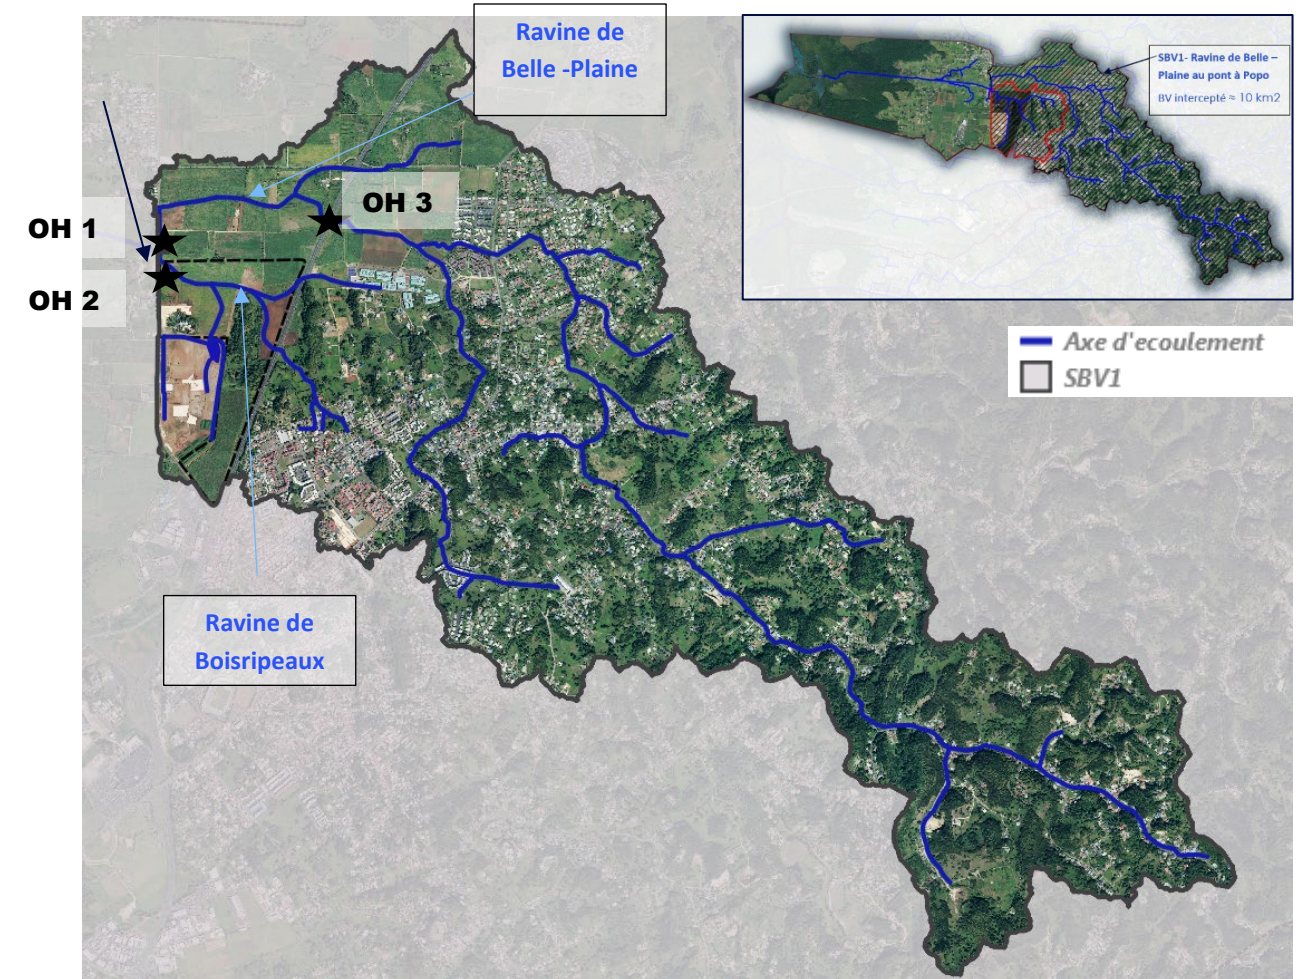 Ravine de
Belle -Plaine
SBV1- Ravine de Belle –
Plaine au pont à Popo
BV intercepté ≈ 10 km2
OH 3
OH 1
OH 2
Axe d'ecoulement
SBV1
Ravine de
Boisripeaux